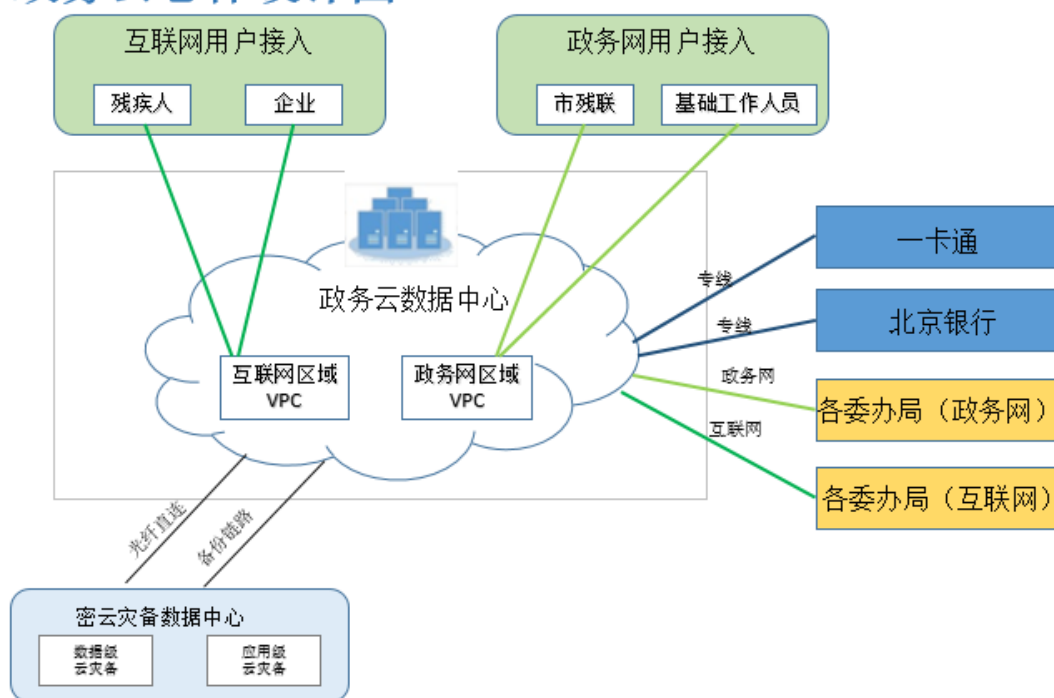 互联网用户接入
政务网用户接入
残疾人
企业
市残联
基础工作人员
政务云数据中心
互联网区域
VPC
政务网区域
VPC
专线
一卡通
专线
北京银行
政务网
各委办局（政务网）
互联网
各委办局（互联网）
光纤直连
备份链路
密云灾备数据中心
数据级
云灾备
应用级
云灾备